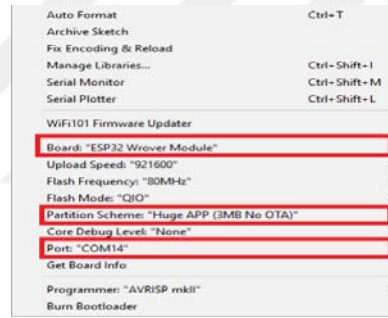 Auto Format Ctrl+T
Archive Sketch
Fix Encoding & Reload
Manage Libraries... Ctrl+Shift+I
Serial Monitor Ctrl+Shift+M
Serial Plotter Ctrl+Shift+L
WiFi101 Firmware Updater
Board: "ESP32 Wrover Module"
Upload Speed: "921600"
Flash Frequency: "80MHz"
Flash Mode: "QIO"
Partition Scheme: "Huge APP (3MB No OTA)"
Core Debug Level: "None"
Port: "COM14"
Get Board Info
Programmer: "AVRISP mkII"
Burn Bootloader